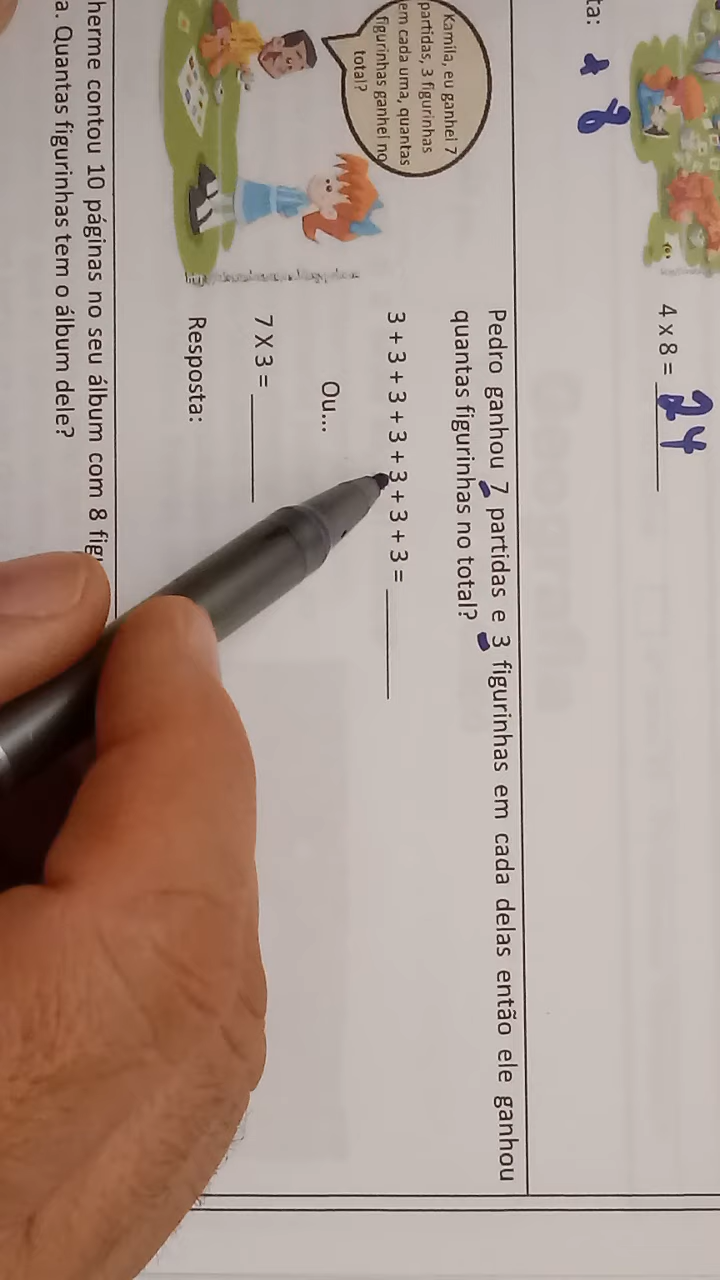 4 x 8 = 24
ta:
+ 8
Pedro ganhou 7 partidas e 3 figurinhas em cada delas então ele ganhou
quantas figurinhas no total?
Kamila, eu ganhei 7
partidas, 3 figurinhas
em cada uma, quantas
figurinhas ganhei no
total?
3 + 3 + 3 + 3 + 3 + 3 + 3 = ______
Ou...
7 X 3 = ______
Resposta:
herme contou 10 páginas no seu álbum com 8 fig
a. Quantas figurinhas tem o álbum dele?